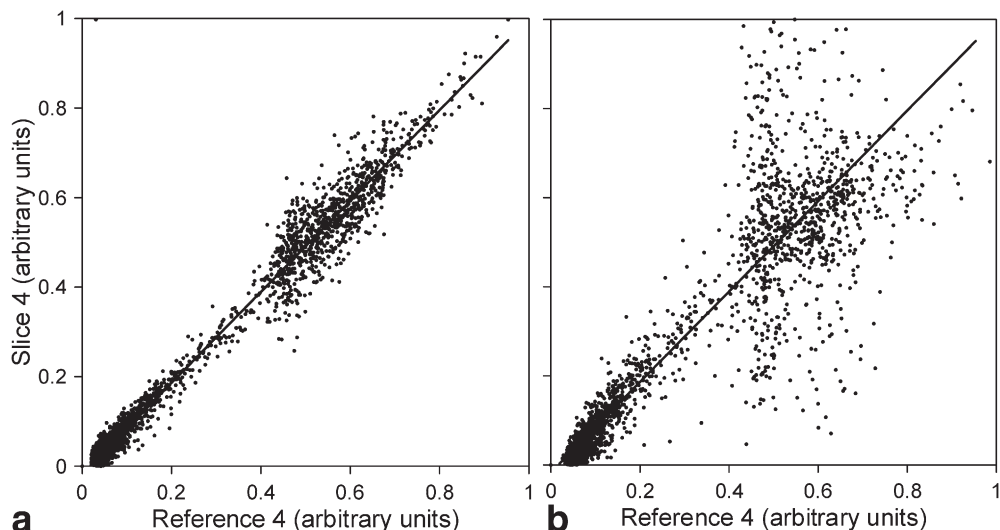 1
0.8
0.6
0.4
0.2
0
Slice 4 (arbitrary units)
0 0.2 0.4 0.6 0.8 1
Reference 4 (arbitrary units)
a
0 0.2 0.4 0.6 0.8 1
Reference 4 (arbitrary units)
b